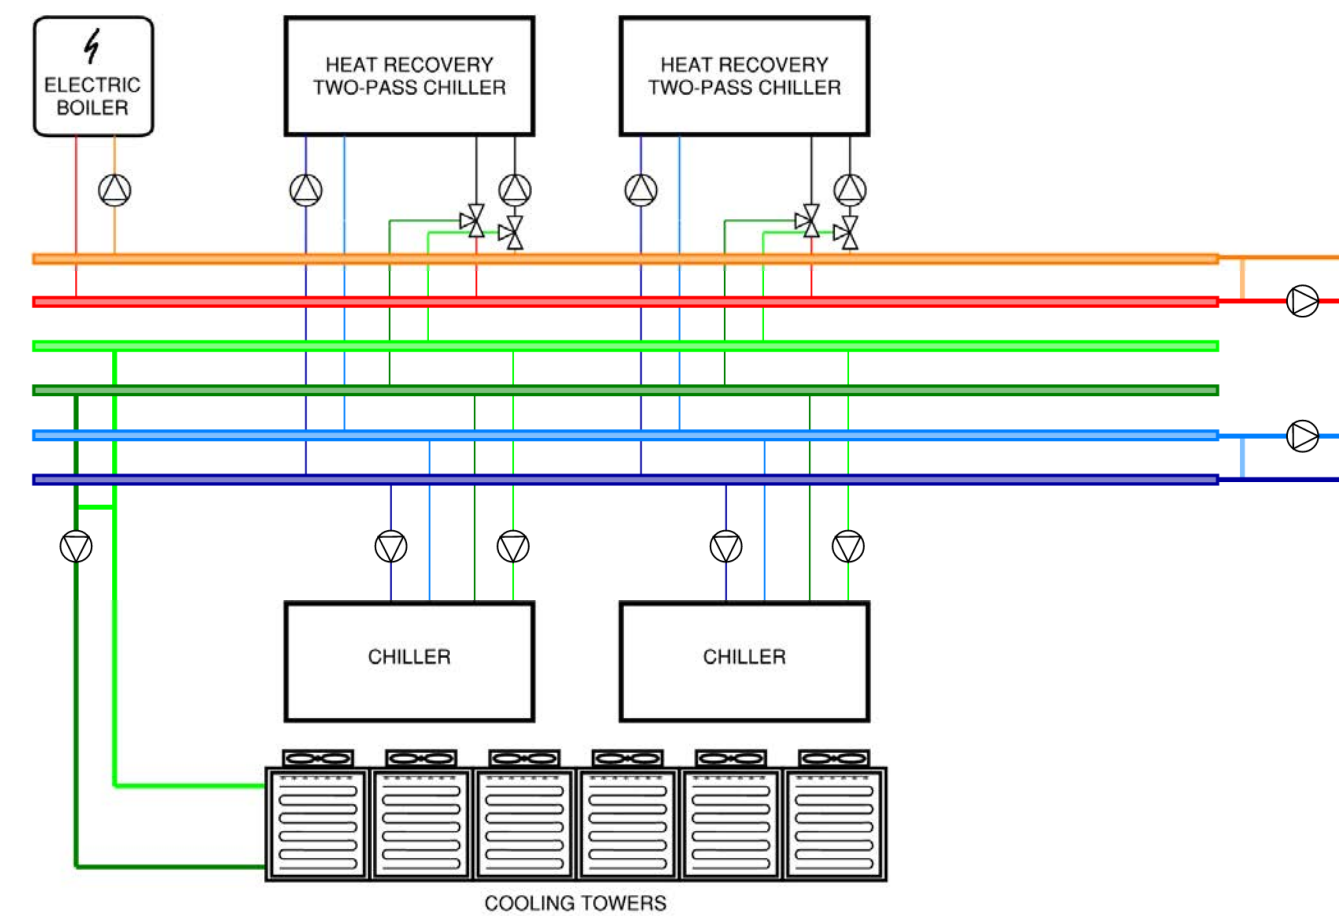 ELECTRIC
BOILER
HEAT RECOVERY
TWO-PASS CHILLER
HEAT RECOVERY
TWO-PASS CHILLER
CHILLER
CHILLER
COOLING TOWERS